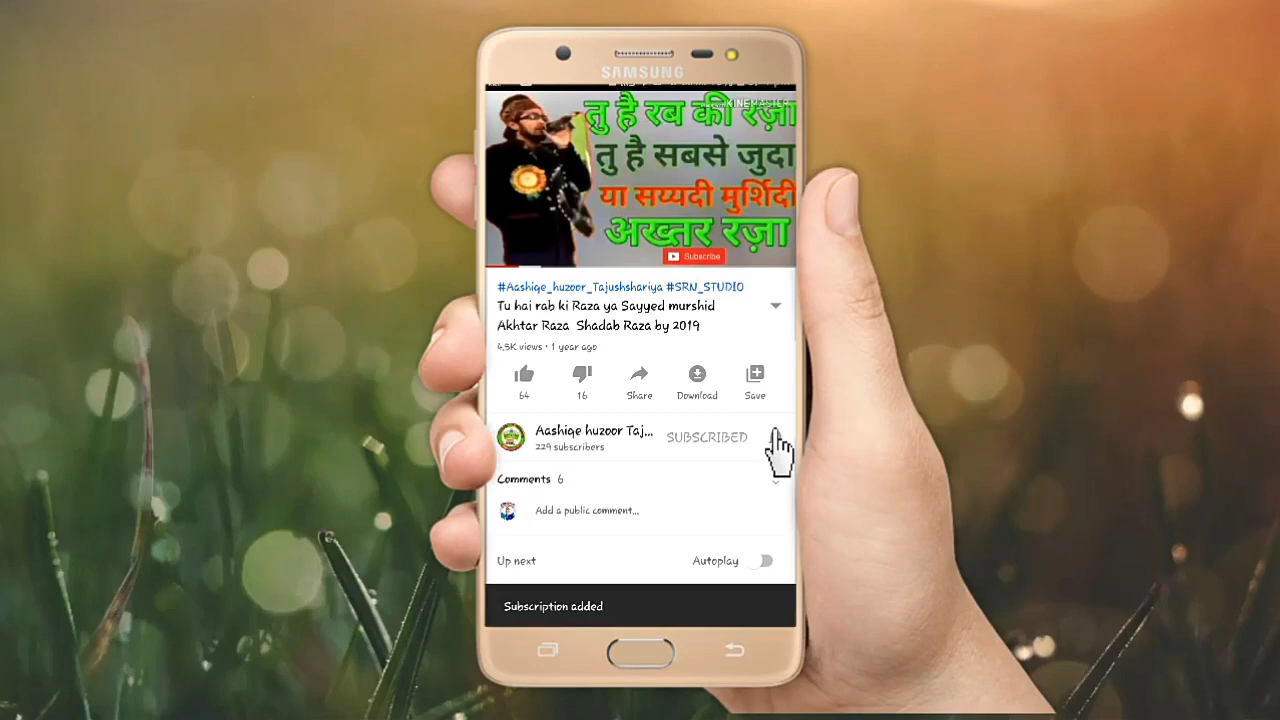 SAMSUNG
KINEMASTER
तु है रब की रज़ा
तु है सबसे जुदा
या सय्यदी मुर्शिदी
अख्तर रज़ा
Subscribe
#Aashiqe_huzoor_Tajushshariya #SRN_STUDIO
Tu hai rab ki Raza ya Sayyed murshid
Akhtar Raza Shadab Raza by 2019
4.5K views • 1 year ago
64 16 Share Download Save
Aashiqe huzoor Taj... SUBSCRIBED
229 subscribers
Comments 6
Add a public comment...
Up next Autoplay
Subscription added